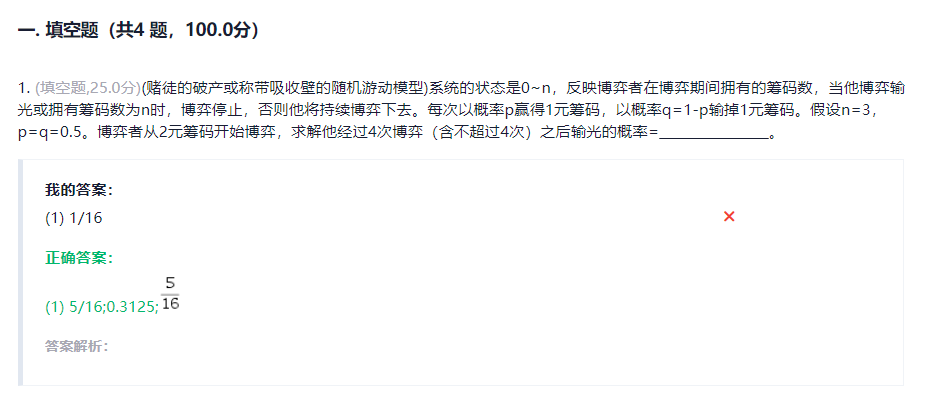 一. 填空题（共4 题，100.0分）
1. (填空题,25.0分)(赌徒的破产或称带吸收壁的随机游动模型)系统的状态是0~n，反映博弈者在博弈期间拥有的筹码数，当他博弈输
光或拥有筹码数为n时，博弈停止，否则他将持续博弈下去。每次以概率p赢得1元筹码，以概率q=1-p输掉1元筹码。假设n=3，
p=q=0.5。博弈者从2元筹码开始博弈，求解他经过4次博弈（含不超过4次）之后输光的概率=_______________。
我的答案：
(1) 1/16
正确答案：
(1) 5/16;0.3125;5/16
答案解析：